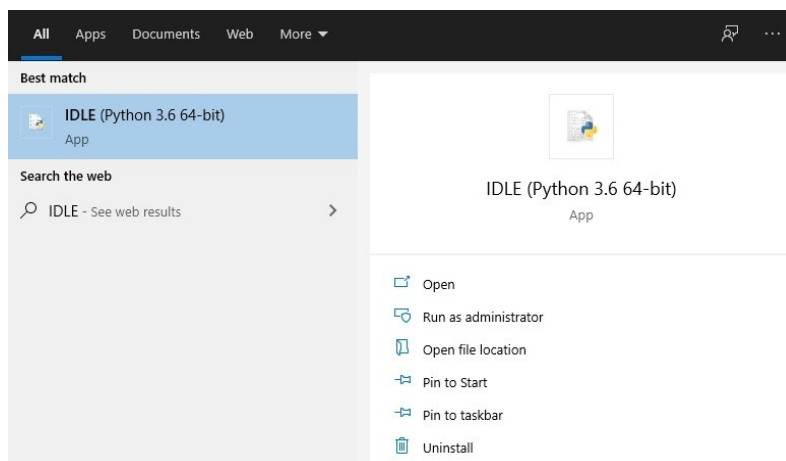 All Apps Documents Web More
Best match
IDLE (Python 3.6 64-bit)
App
Search the web
IDLE - See web results
IDLE (Python 3.6 64-bit)
App
Open
Run as administrator
Open file location
Pin to Start
Pin to taskbar
Uninstall